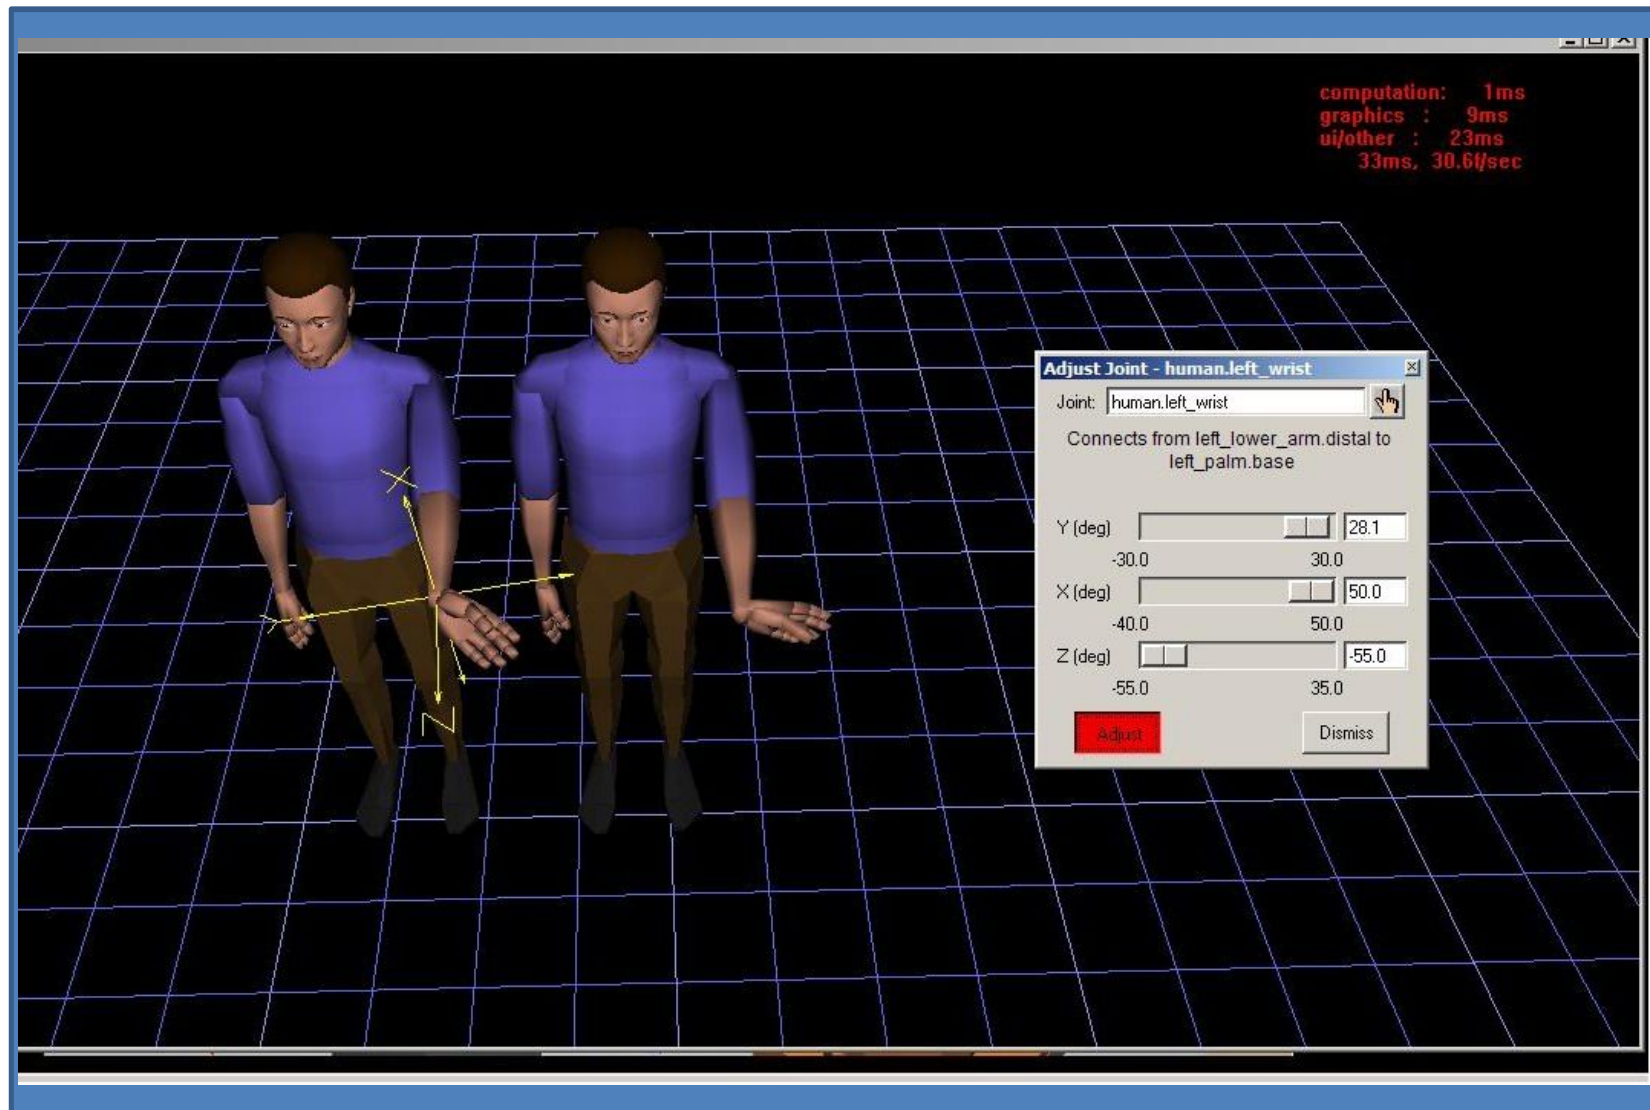 computation: 1ms
graphics : 9ms
ui/other : 23ms
33ms, 30.6f/sec
Adjust Joint - human.left_wrist
Joint: human.left_wrist
Connects from left_lower_arm.distal to
left_palm.base
Y (deg) 28.1
-30.0 30.0
X (deg) 50.0
-40.0 50.0
Z (deg) -55.0
-55.0 35.0
Adjust Dismiss
X
Y
Z